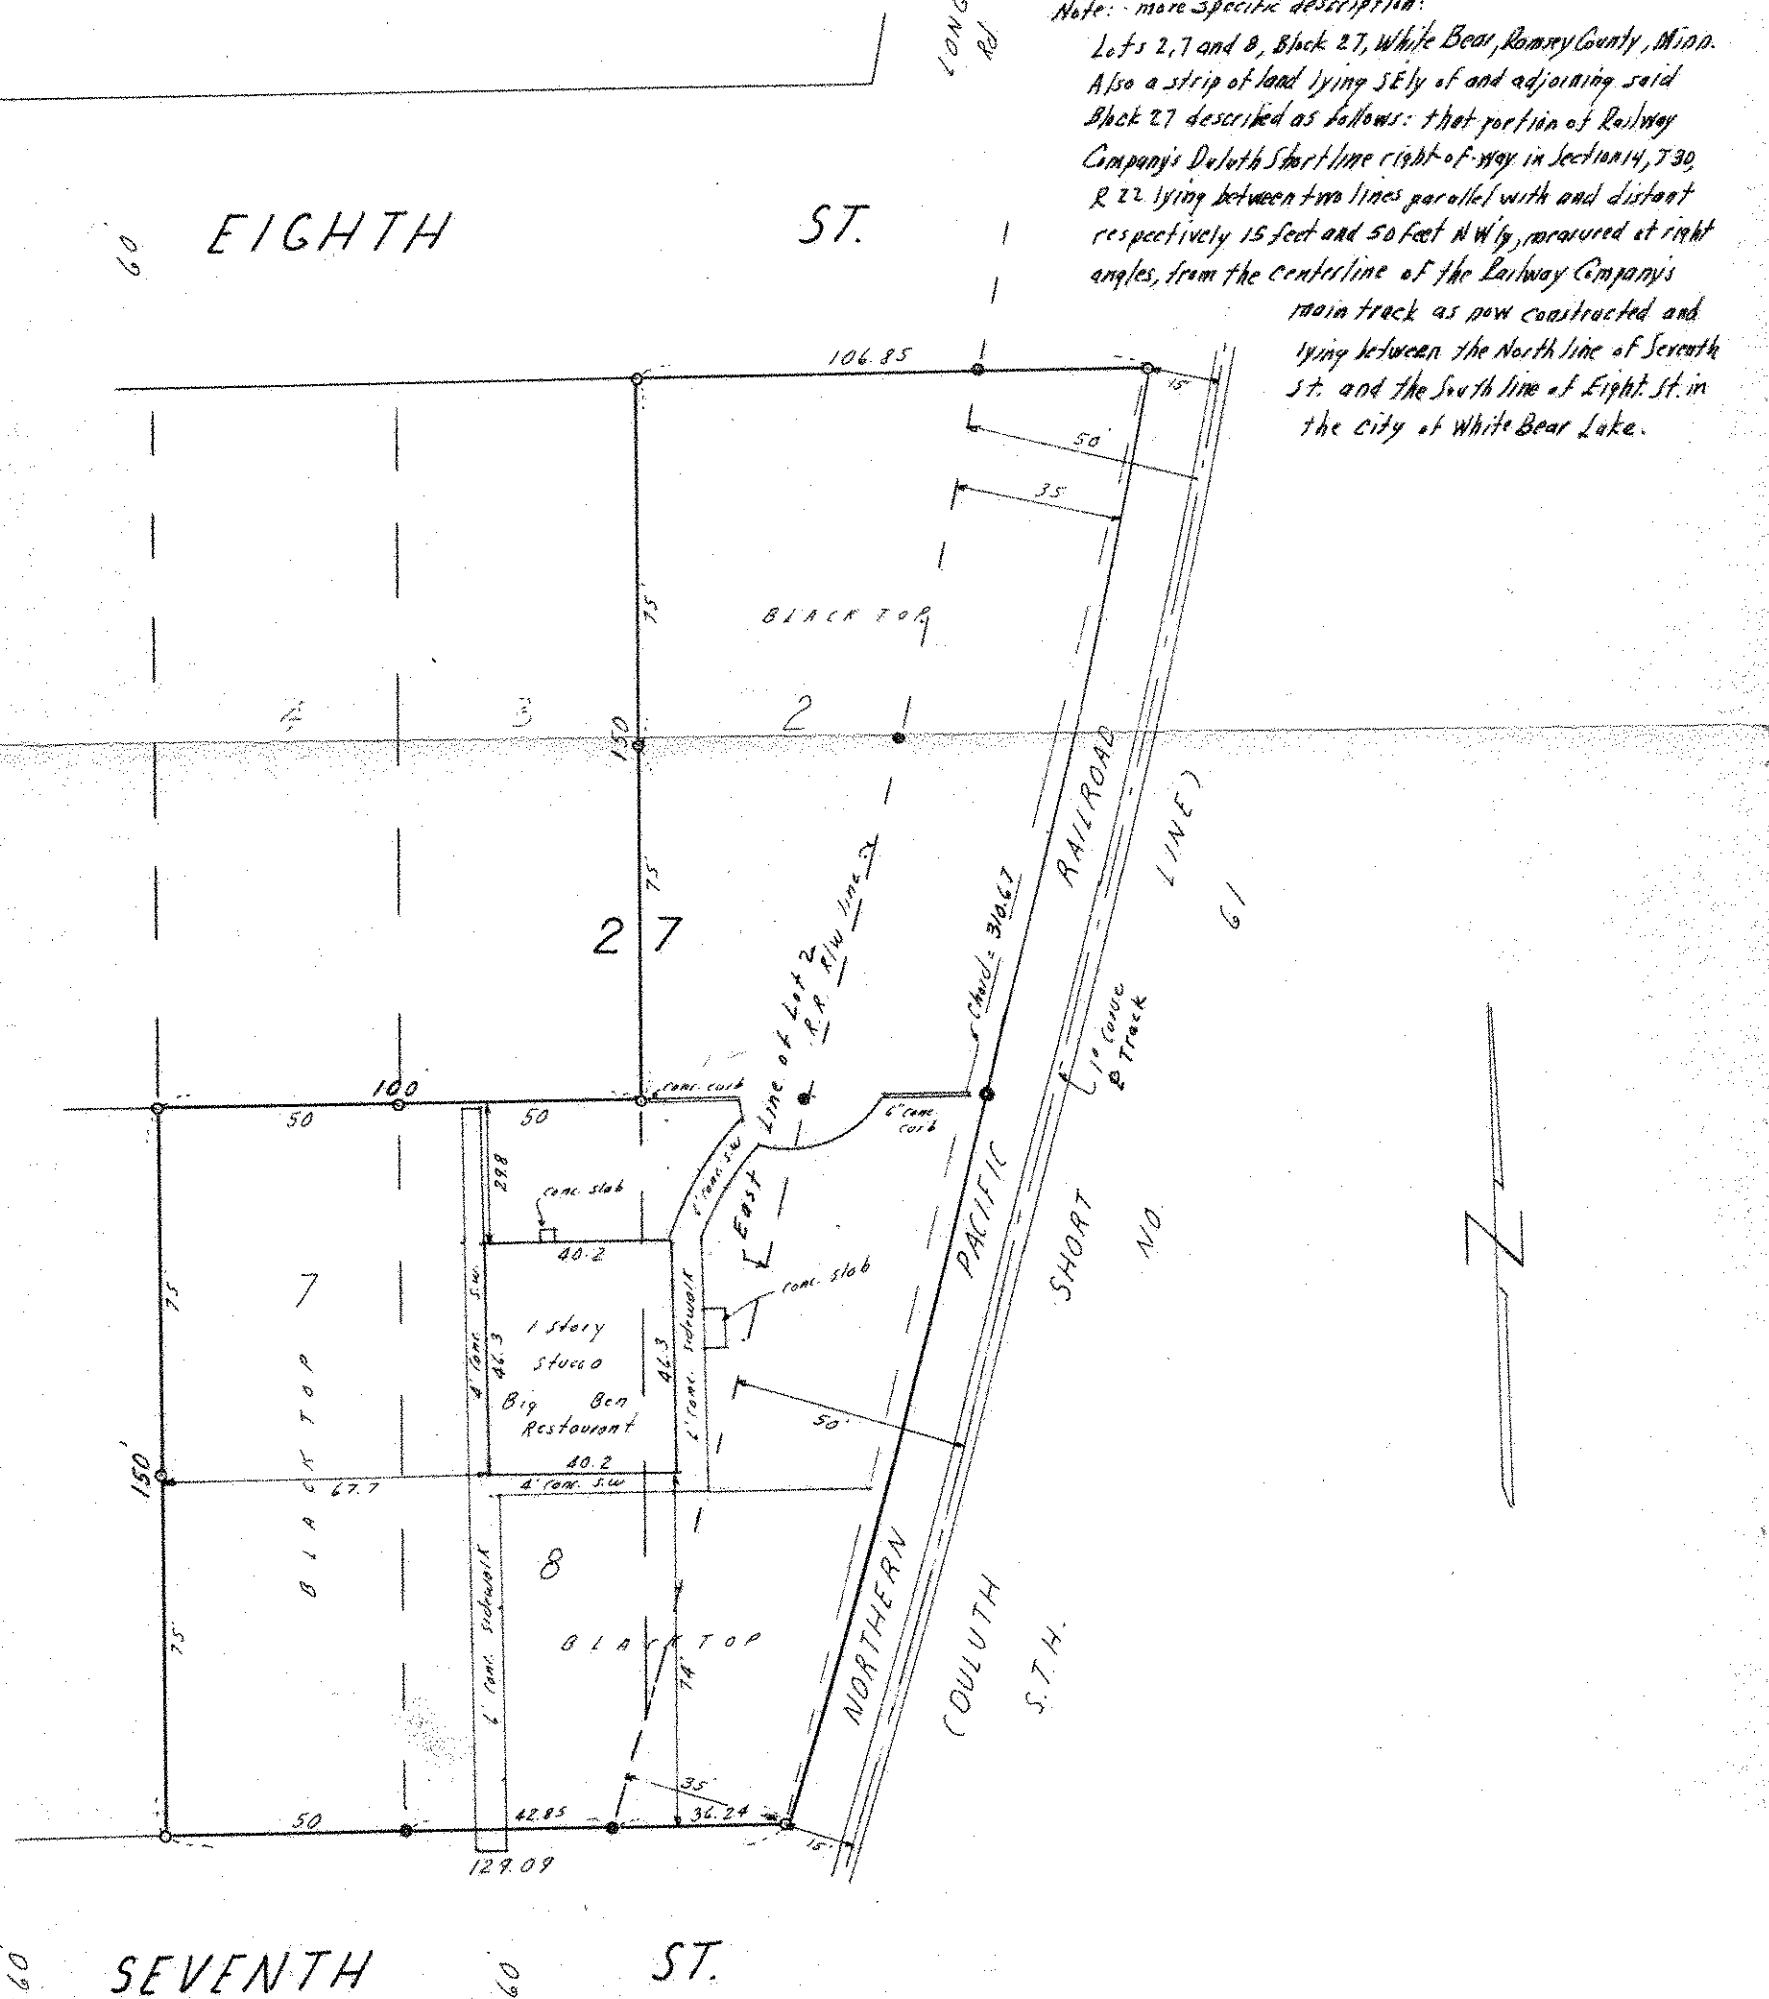 LONG
Rd
Note: more specific description:
Lots 2, 7 and 8, Block 27, White Bear, Ramsey County, Minn.
Also a strip of land lying SEly of and adjoining said
Block 27 described as follows: that portion of Railway
Company's Duluth Short line right-of-way in Section 14, T30,
R 22 lying between two lines parallel with and distant
respectively 15 feet and 50 feet NWly, measured at right
angles, from the centerline of the Railway Company's
main track as now constructed and
lying between the North line of Seventh
St. and the South line of Eight. St. in
the city of White Bear Lake.
60
EIGHTH ST.
106.85
15'
50'
35
75'
BLACK TOP
4
3
2
150
75
27
RAILROAD
LINE)
61
East Line of Lot 2
R.R. R/W line
Chord = 310.67
1° curve
₵ Track
100
50
50
conc. curb
6" conc.
curb
29.8
conc. slab
6' conc. s.w.
40.2
PACIFIC
SHORT
NO.
N
7
75
4' conc. s.w.
46.3
1 story
stucco
Big Ben
Restaurant
46.3
6' conc. sidewalk
conc. slab
50'
BLACK TOP
150'
67.7
40.2
4' conc. s.w
8
6' conc. sidewalk
BLACK TOP
74'
NORTHERN
(DULUTH
S.T.H.
75
35'
50
42.85
36.24
15'
129.09
60
SEVENTH ST.
60